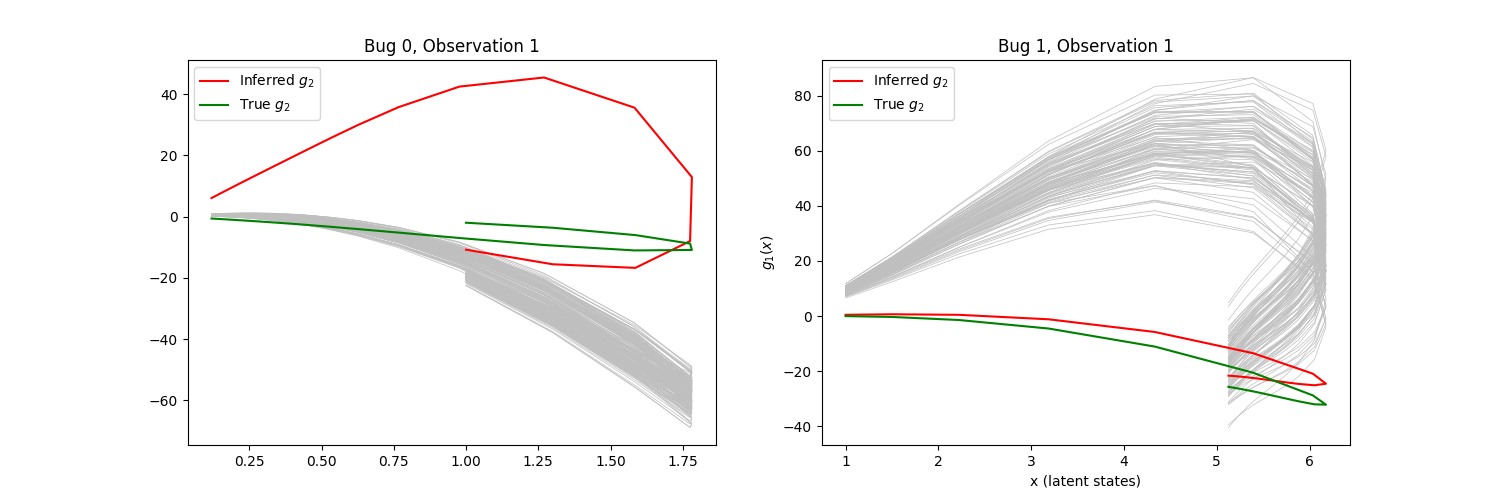 Bug 0, Observation 1
Inferred g₂
True g₂
40
20
0
−20
−40
−60
0.25 0.50 0.75 1.00 1.25 1.50 1.75
Bug 1, Observation 1
Inferred g₂
True g₂
g₁(x)
80
60
40
20
0
−20
−40
1 2 3 4 5 6
x (latent states)